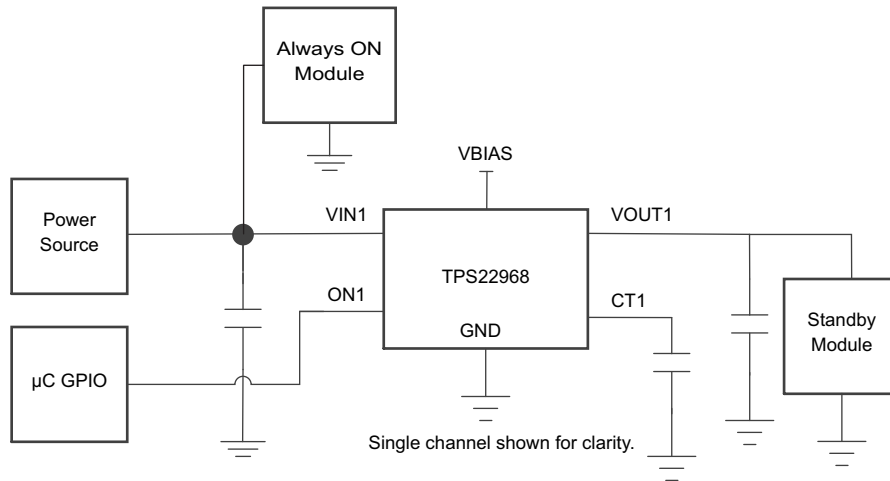 Always ON
Module
VBIAS
Power
Source
VIN1
VOUT1
TPS22968
ON1
CT1
GND
Standby
Module
µC GPIO
Single channel shown for clarity.